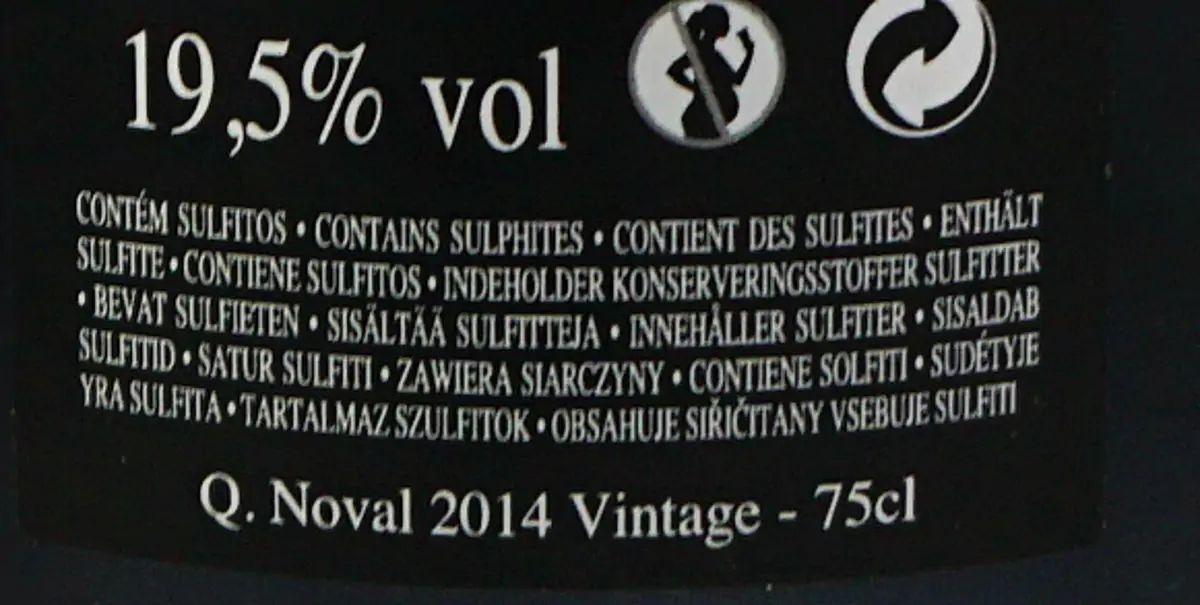 19,5% vol
CONTÉM SULFITOS • CONTAINS SULPHITES • CONTIENT DES SULFITES • ENTHÄLT
SULFITE • CONTIENE SULFITOS • INDEHOLDER KONSERVERINGSSTOFFER SULFITTER
• BEVAT SULFIETEN • SISÄLTÄÄ SULFITTTEJA • INNEHÅLLER SULFITER • SISALDAB
SULFITID • SATUR SULFITI • ZAWIERA SIARCZYNY • CONTIENE SOLFITI • SUDÉTYJE
YRA SULFITA • TARTALMAZ SZULFITOK • OBSAHUJE SIŘIČITANY VSEBUJE SULFITI
Q. Noval 2014 Vintage - 75cl